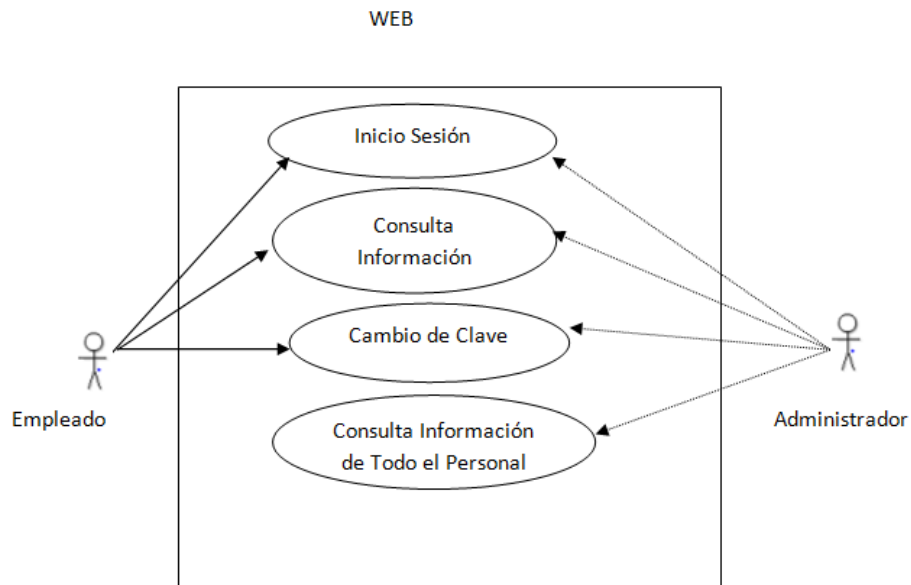 WEB
Inicio Sesión
Consulta
Información
Cambio de Clave
Empleado
Administrador
Consulta Información
de Todo el Personal